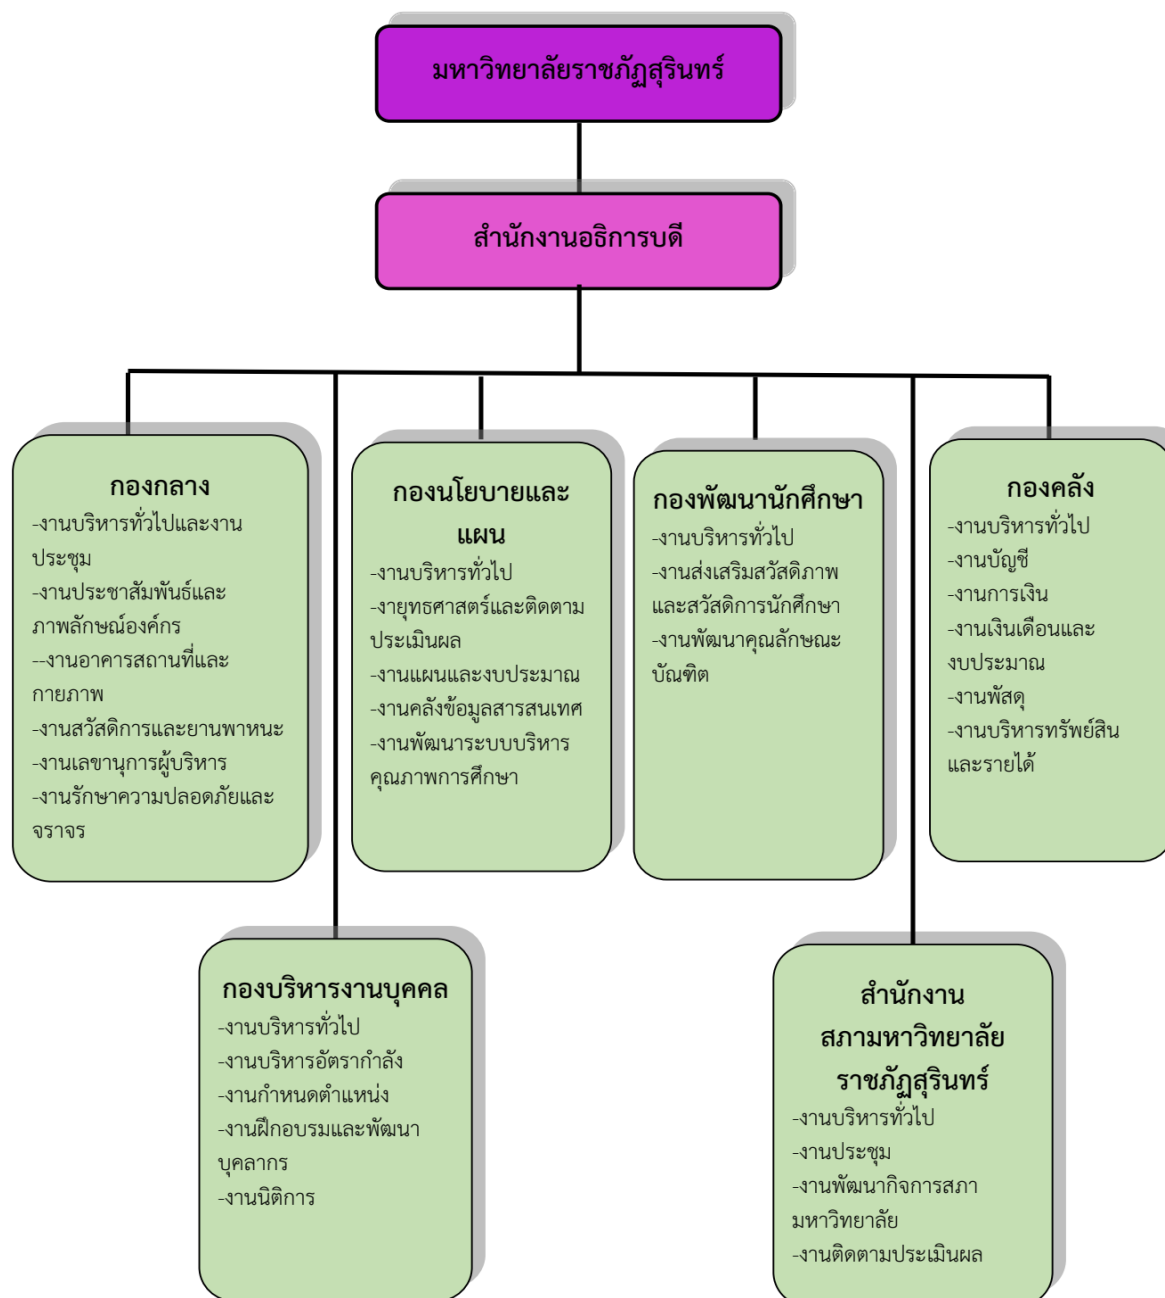 มหาวิทยาลัยราชภัฏสุรินทร์
สำนักงานอธิการบดี
กองกลาง
-งานบริหารทั่วไปและงาน
ประชุม
-งานประชาสัมพันธ์และ
ภาพลักษณ์องค์กร
--งานอาคารสถานที่และ
กายภาพ
-งานสวัสดิการและยานพาหนะ
-งานเลขานุการผู้บริหาร
-งานรักษาความปลอดภัยและ
จราจร
กองนโยบายและ
แผน
-งานบริหารทั่วไป
-งายุทธศาสตร์และติดตาม
ประเมินผล
-งานแผนและงบประมาณ
-งานคลังข้อมูลสารสนเทศ
-งานพัฒนาระบบบริหาร
คุณภาพการศึกษา
กองพัฒนานักศึกษา
-งานบริหารทั่วไป
-งานส่งเสริมสวัสดิภาพ
และสวัสดิการนักศึกษา
-งานพัฒนาคุณลักษณะ
บัณฑิต
กองคลัง
-งานบริหารทั่วไป
-งานบัญชี
-งานการเงิน
-งานเงินเดือนและ
งบประมาณ
-งานพัสดุ
-งานบริหารทรัพย์สิน
และรายได้
กองบริหารงานบุคคล
-งานบริหารทั่วไป
-งานบริหารอัตรากำลัง
-งานกำหนดตำแหน่ง
-งานฝึกอบรมและพัฒนา
บุคลากร
-งานนิติการ
สำนักงาน
สภามหาวิทยาลัย
ราชภัฏสุรินทร์
-งานบริหารทั่วไป
-งานประชุม
-งานพัฒนากิจการสภา
มหาวิทยาลัย
-งานติดตามประเมินผล